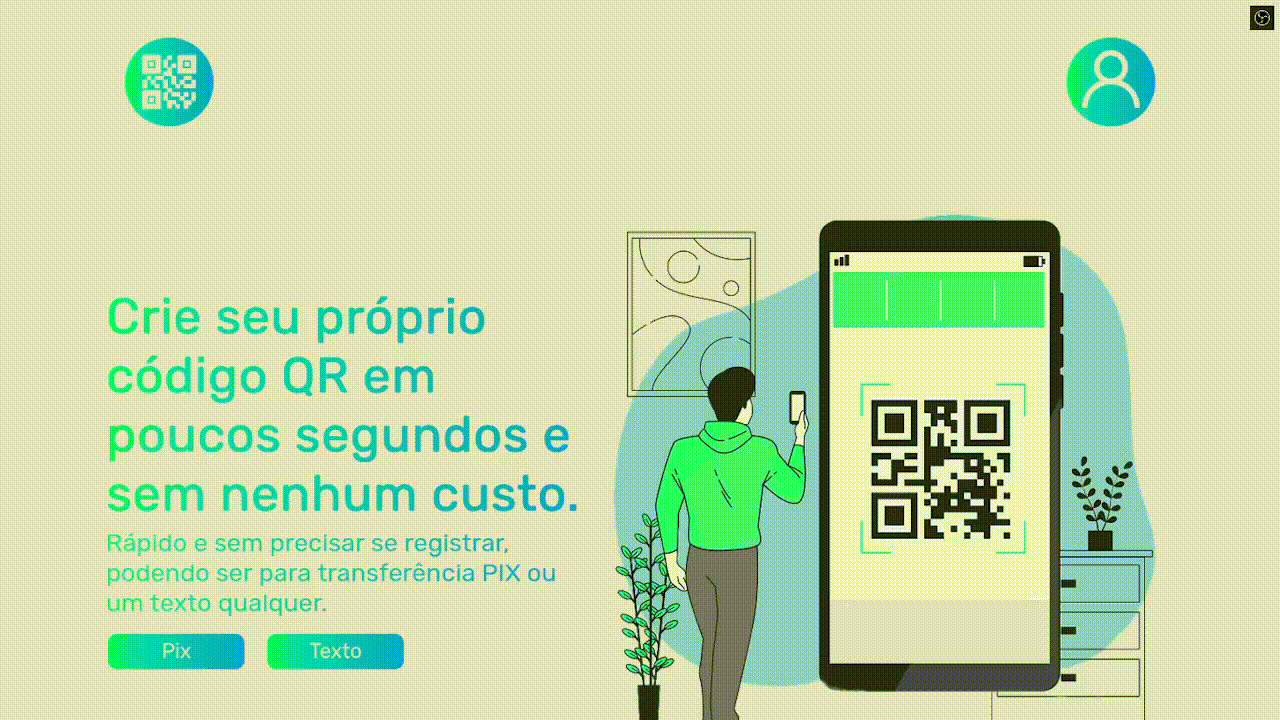 Crie seu próprio
código QR em
poucos segundos e
sem nenhum custo.
Rápido e sem precisar se registrar,
podendo ser para transferência PIX ou
um texto qualquer.
Pix
Texto